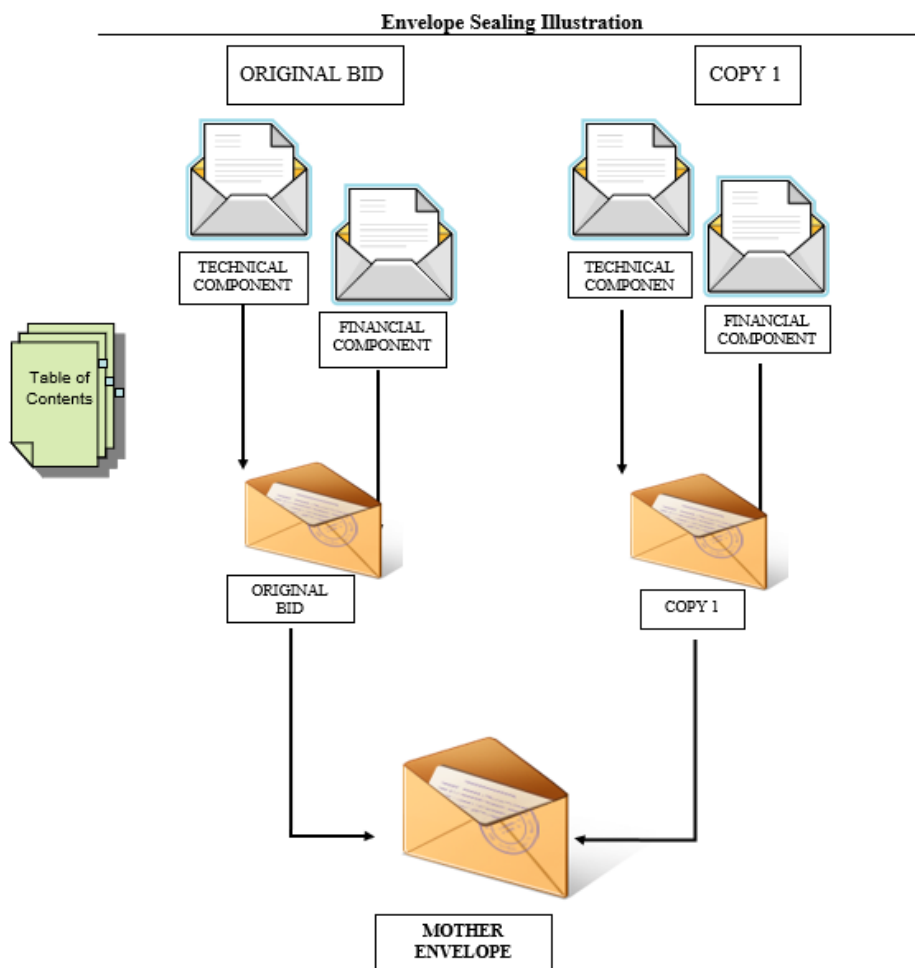 Envelope Sealing Illustration
ORIGINAL BID
COPY 1
TECHNICAL
COMPONENT
FINANCIAL
COMPONENT
TECHNICAL
COMPONEN
FINANCIAL
COMPONENT
Table of
Contents
ORIGINAL
BID
COPY 1
MOTHER
ENVELOPE